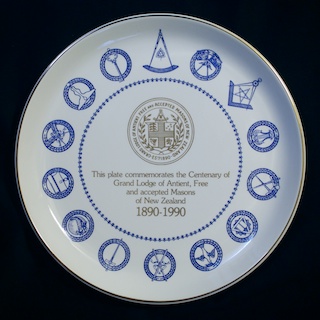 This plate commemorates the Centenary of
Grand Lodge of Antient, Free
and accepted Masons
of New Zealand
1890-1990